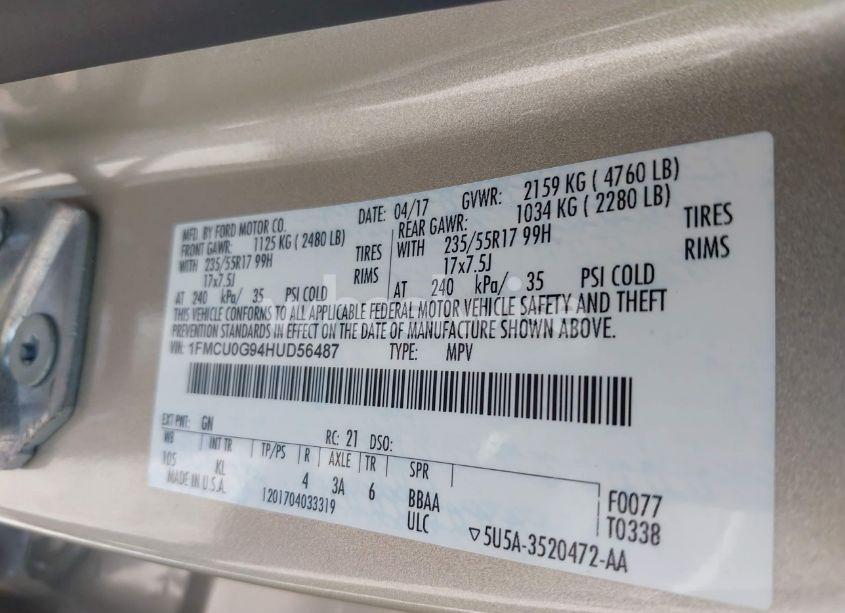 MFD. BY FORD MOTOR CO. DATE: 04/17 GVWR: 2159 KG ( 4760 LB)
FRONT GAWR: 1125 KG ( 2480 LB) REAR GAWR: 1034 KG ( 2280 LB)
WITH 235/55R17 99H TIRES WITH 235/55R17 99H TIRES
17x7.5J RIMS 17x7.5J RIMS
AT 240 kPa/ 35 PSI COLD AT 240 kPa/ 35 PSI COLD
THIS VEHICLE CONFORMS TO ALL APPLICABLE FEDERAL MOTOR VEHICLE SAFETY AND THEFT
PREVENTION STANDARDS IN EFFECT ON THE DATE OF MANUFACTURE SHOWN ABOVE.
VIN: 1FMCU0G94HUD56487 TYPE: MPV
EXT PNT: GN RC: 21 DSO:
WB INT TR TP/PS R AXLE TR SPR
105 KL 4 3A 6 BBAA F0077
MADE IN U.S.A. 1201704033319 ULC T0338
▽5U5A-3520472-AA